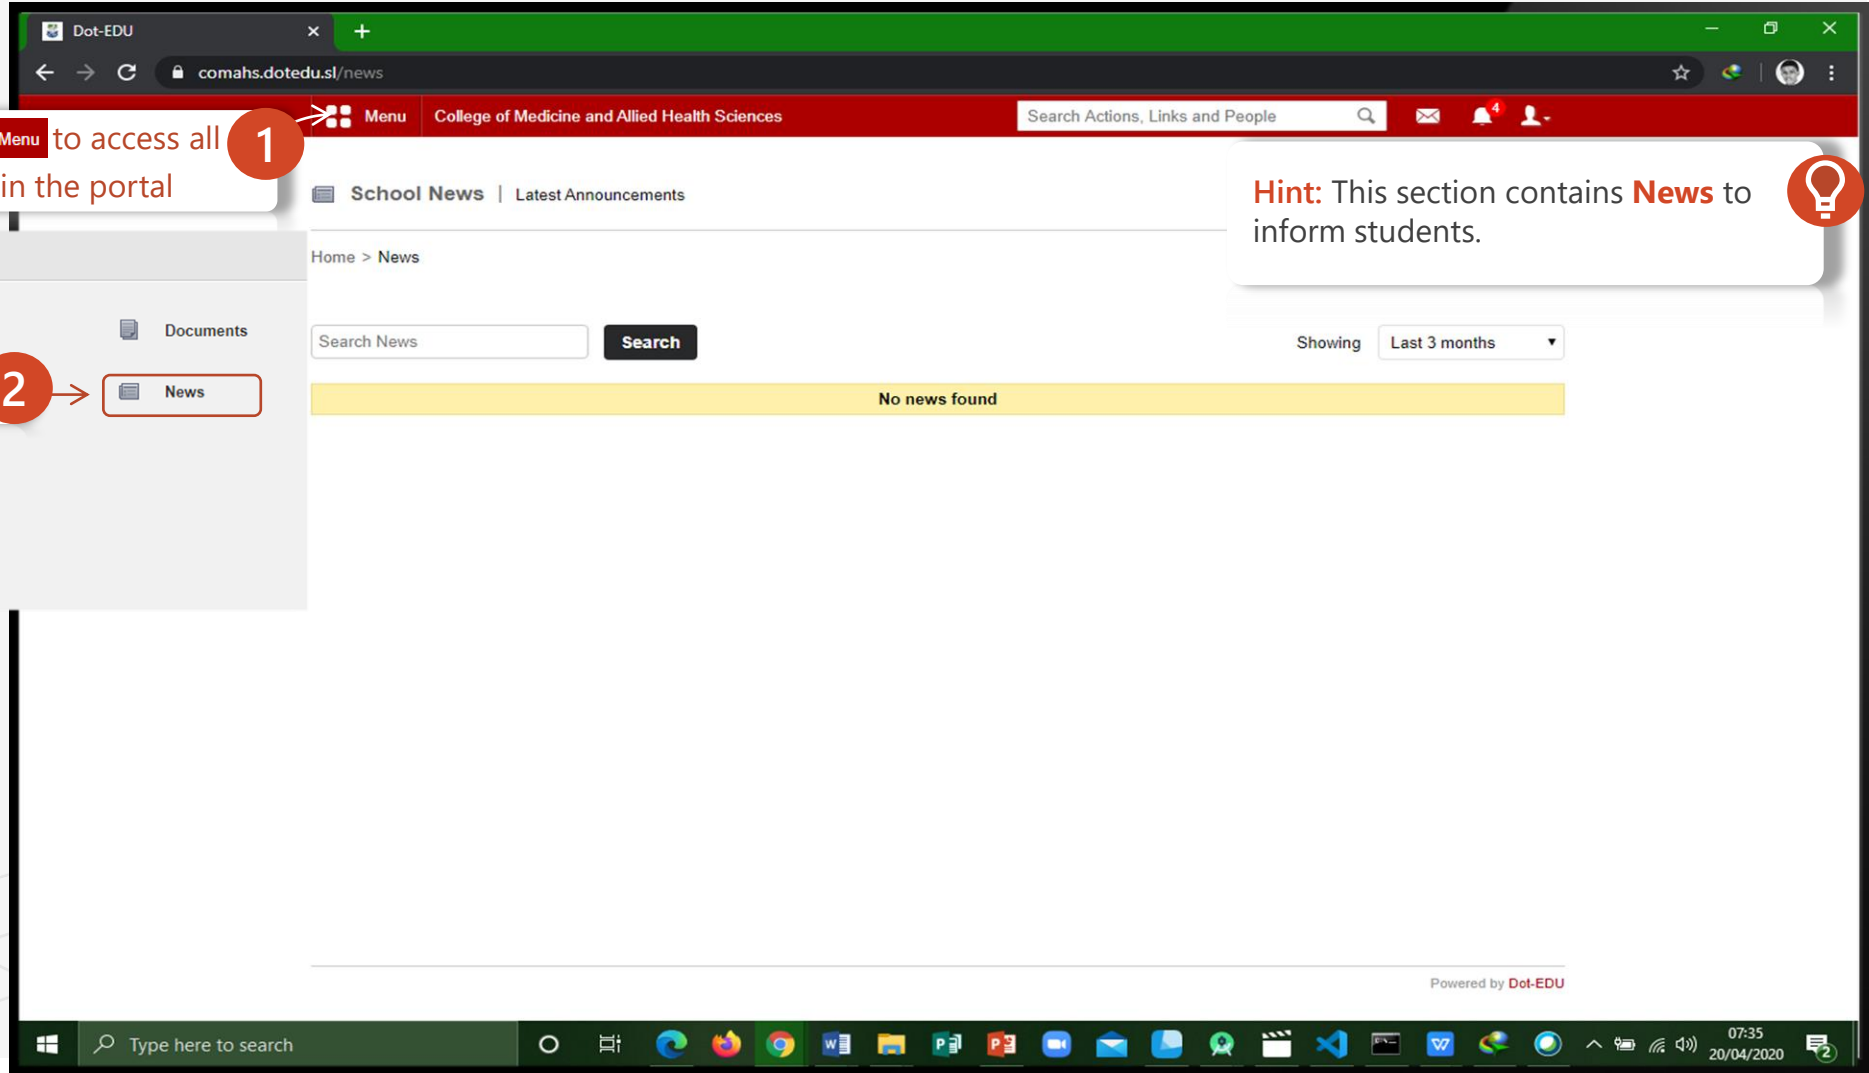 Dot-EDU
comahs.dotedu.sl/news
Menu
College of Medicine and Allied Health Sciences
Search Actions, Links and People
4
Menu to access all
in the portal
1
School News | Latest Announcements
Hint: This section contains News to
inform students.
Home > News
Documents
Search News
Search
Showing
Last 3 months
2
News
No news found
Powered by Dot-EDU
Type here to search
07:35
20/04/2020
2